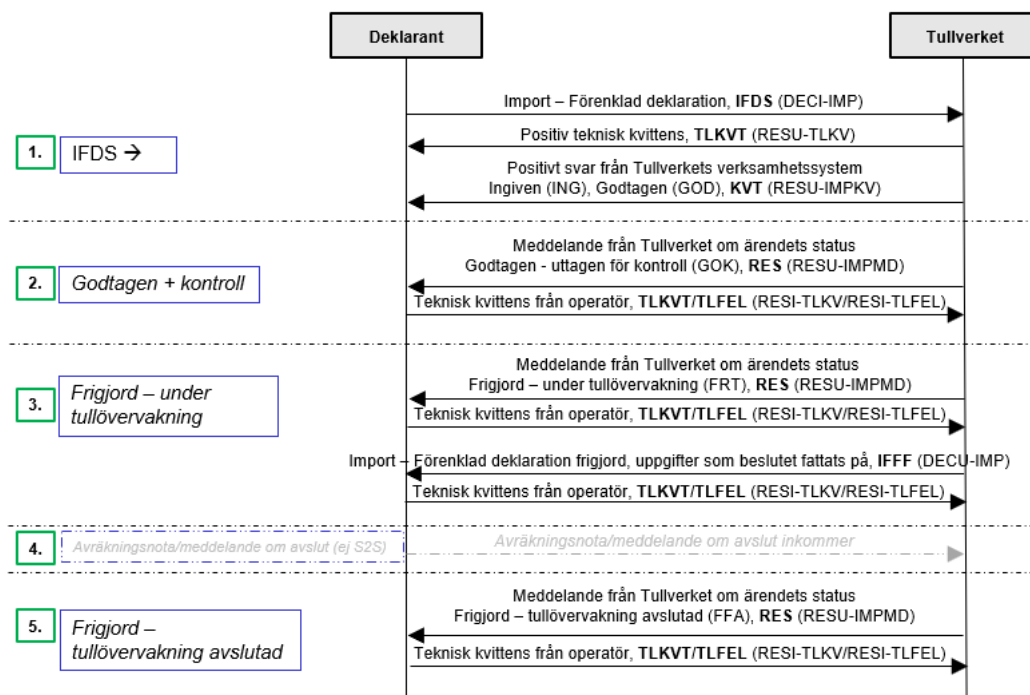 Deklarant
Tullverket
Import – Förenklad deklaration, IFDS (DECI-IMP)
1.
IFDS →
Positiv teknisk kvittens, TLKVT (RESU-TLKV)
Positivt svar från Tullverkets verksamhetssystem
Ingiven (ING), Godtagen (GOD), KVT (RESU-IMPKV)
2.
Godtagen + kontroll
Meddelande från Tullverket om ärendets status
Godtagen - uttagen för kontroll (GOK), RES (RESU-IMPMD)
Teknisk kvittens från operatör, TLKVT/TLFEL (RESI-TLKV/RESI-TLFEL)
3.
Frigjord – under
tullövervakning
Meddelande från Tullverket om ärendets status
Frigjord – under tullövervakning (FRT), RES (RESU-IMPMD)
Teknisk kvittens från operatör, TLKVT/TLFEL (RESI-TLKV/RESI-TLFEL)
Import – Förenklad deklaration frigjord, uppgifter som beslutet fattats på, IFFF (DECU-IMP)
Teknisk kvittens från operatör, TLKVT/TLFEL (RESI-TLKV/RESI-TLFEL)
4.
Avräkningsnota/meddelande om avslut (ej S2S)
Avräkningsnota/meddelande om avslut inkommer
5.
Frigjord –
tullövervakning avslutad
Meddelande från Tullverket om ärendets status
Frigjord – tullövervakning avslutad (FFA), RES (RESU-IMPMD)
Teknisk kvittens från operatör, TLKVT/TLFEL (RESI-TLKV/RESI-TLFEL)